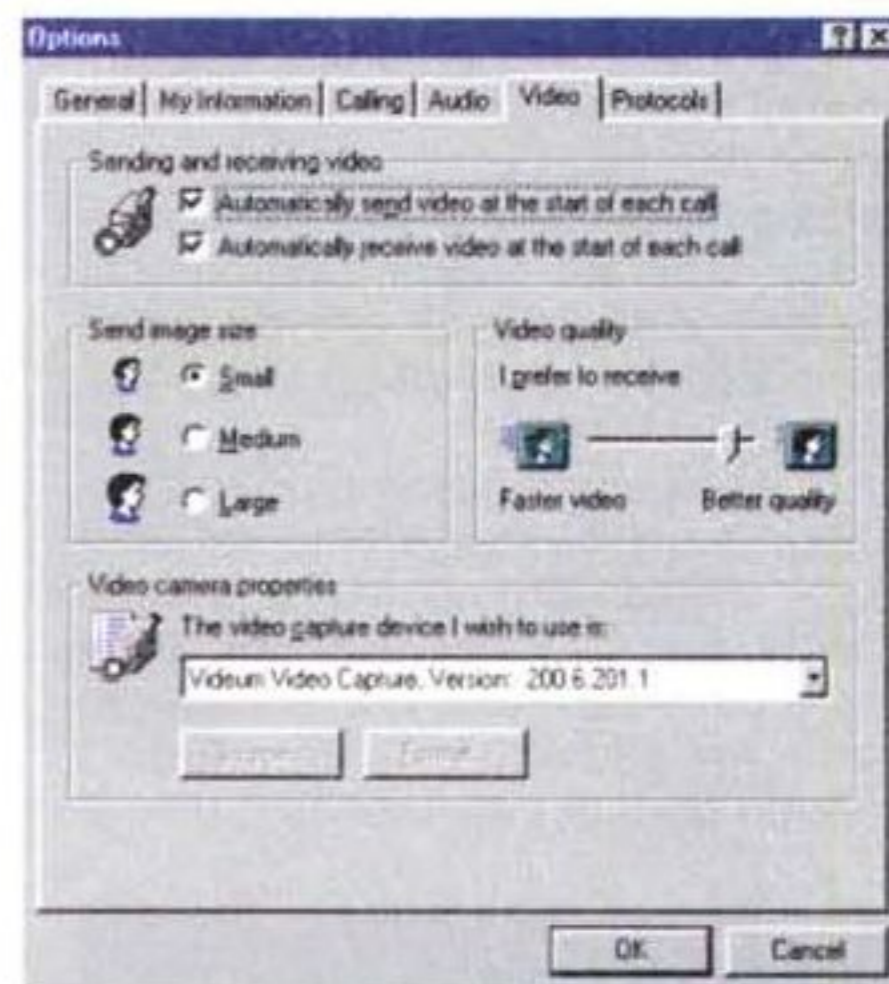 Options
General My Information Calling Audio Video Protocols
Sending and receiving video
Automatically send video at the start of each call
Automatically receive video at the start of each call
Send image size
Small
Medium
Large
Video quality
I prefer to receive
Faster video Better quality
Video camera properties
The video capture device I wish to use is:
Videum Video Capture, Version: 200.6.201.1
Format...
OK Cancel